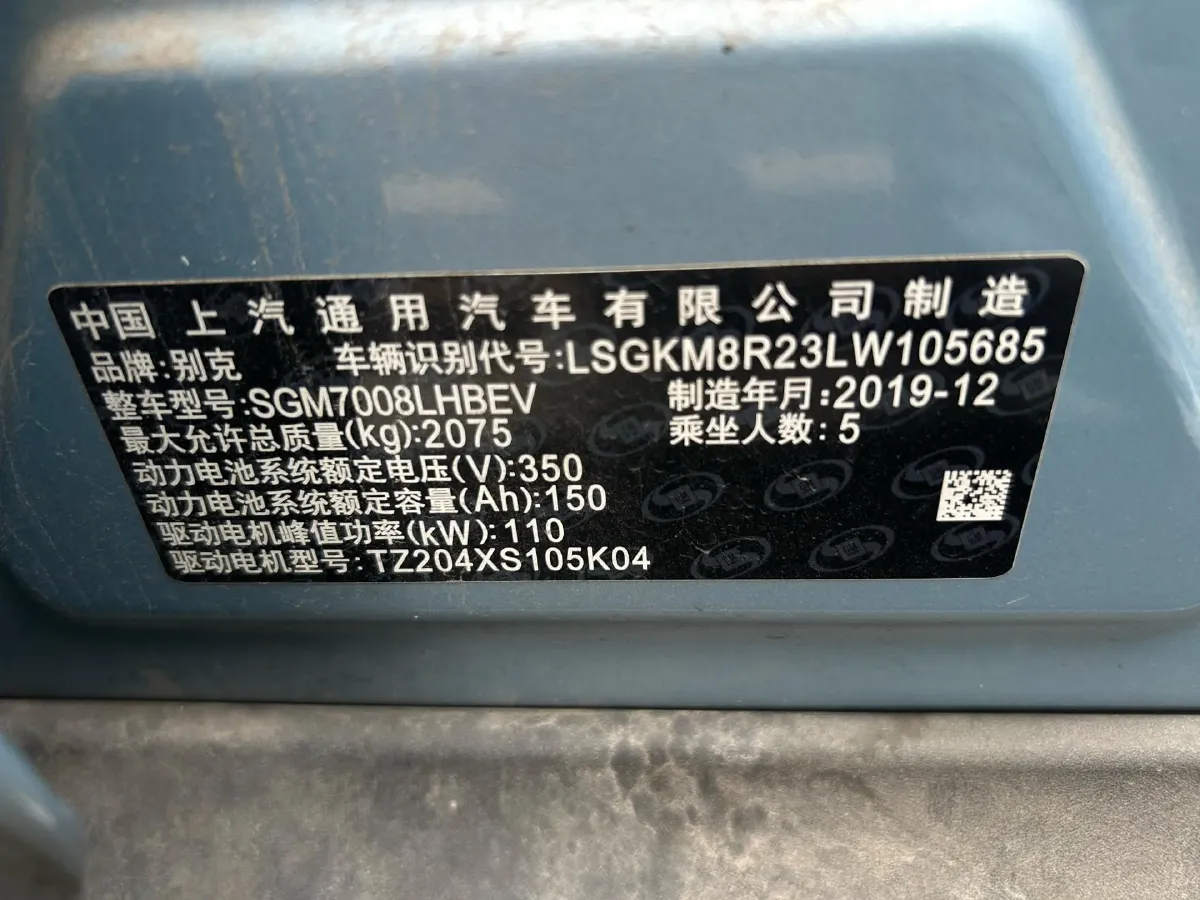 中国上汽通用汽车有限公司制造
品牌:别克 车辆识别代号:LSGKM8R23LW105685
整车型号:SGM7008LHBEV 制造年月:2019-12
最大允许总质量(kg):2075 乘坐人数:5
动力电池系统额定电压(V):350
动力电池系统额定容量(Ah):150
驱动电机峰值功率(kW):110
驱动电机型号:TZ204XS105K04